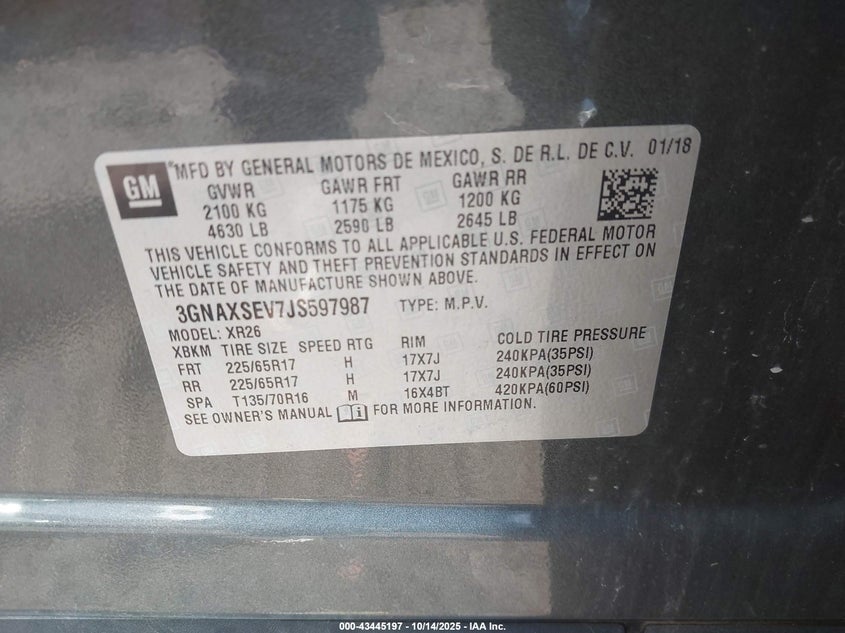 GM
*MFD BY GENERAL MOTORS DE MEXICO, S. DE R.L. DE C.V. 01/18
GVWR GAWR FRT GAWR RR
2100 KG 1175 KG 1200 KG
4630 LB 2590 LB 2645 LB
THIS VEHICLE CONFORMS TO ALL APPLICABLE U.S. FEDERAL MOTOR
VEHICLE SAFETY AND THEFT PREVENTION STANDARDS IN EFFECT ON
THE DATE OF MANUFACTURE SHOWN ABOVE.
3GNAXSEV7JS597987 TYPE: M.P.V.
MODEL: XR26
XBKM TIRE SIZE SPEED RTG RIM COLD TIRE PRESSURE
FRT 225/65R17 H 17X7J 240KPA(35PSI)
RR 225/65R17 H 17X7J 240KPA(35PSI)
SPA T135/70R16 M 16X4BT 420KPA(60PSI)
SEE OWNER'S MANUAL FOR MORE INFORMATION.
000-43445197 - 10/14/2025 - IAA Inc.